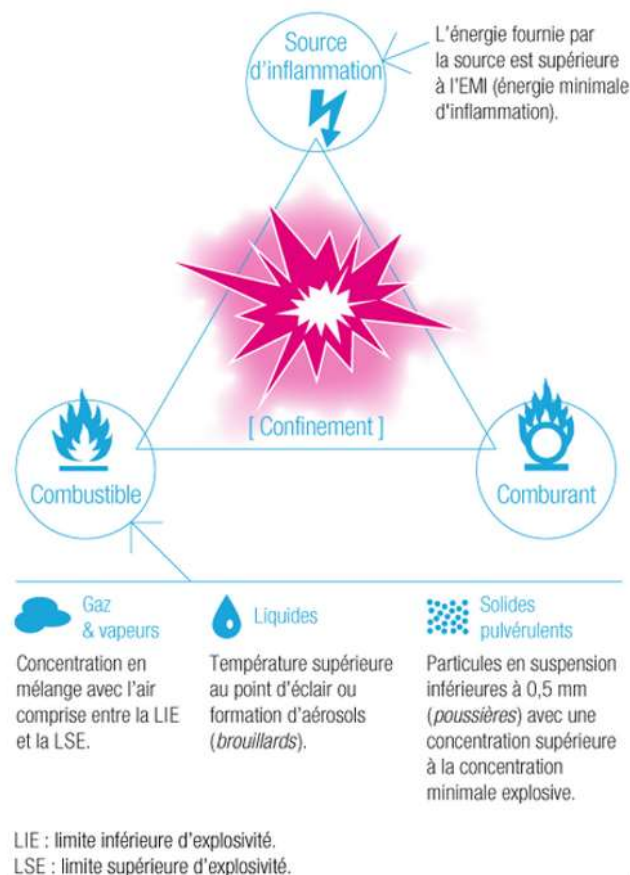 Source
d'inflammation
L'énergie fournie par
la source est supérieure
à l'EMI (énergie minimale
d'inflammation).
[ Confinement ]
Combustible
Comburant
Gaz
& vapeurs
Concentration en
mélange avec l'air
comprise entre la LIE
et la LSE.
Liquides
Température supérieure
au point d'éclair ou
formation d'aérosols
(brouillards).
Solides
pulvérulents
Particules en suspension
inférieures à 0,5 mm
(poussières) avec une
concentration supérieure
à la concentration
minimale explosive.
LIE : limite inférieure d'explosivité.
LSE : limite supérieure d'explosivité.